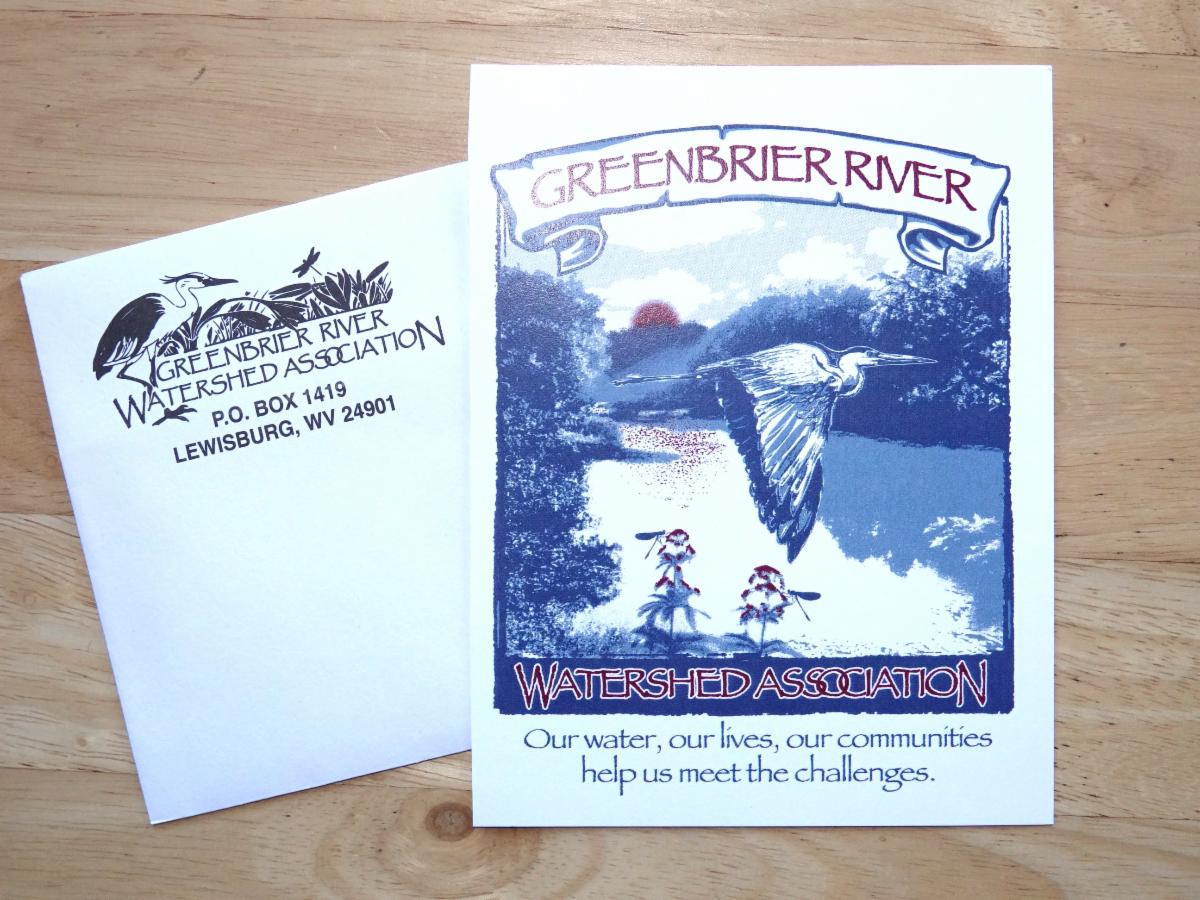 GREENBRIER RIVER
WATERSHED ASSOCIATION
P.O. BOX 1419
LEWISBURG, WV 24901
GREENBRIER RIVER
WATERSHED ASSOCIATION
Our water, our lives, our communities
help us meet the challenges.